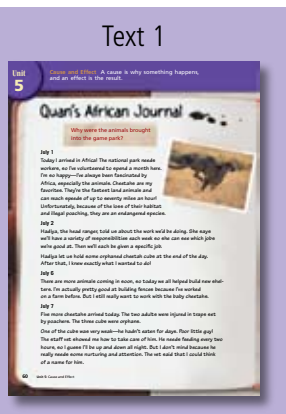 Text 1
Unit
5
Cause and Effect A cause is why something happens,
and an effect is the result.
Quan's African Journal
Why were the animals brought
into the game park?
July 1
Today I arrived in Africa! The national park needs
workers, so I've volunteered to spend a month here.
I'm so happy—I've always been fascinated by
Africa, especially the animals. Cheetahs are my
favorites. They're the fastest land animals and
can reach speeds of up to seventy miles an hour!
Unfortunately, because of the loss of their habitat
and illegal poaching, they are an endangered species.
July 2
Hadiya, the head ranger, told us about the work we'd be doing. She says
we'll have a variety of responsibilities each week so she can see which jobs
we're good at. Then we'll each be given a specific job.
Hadiya let us hold some orphaned cheetah cubs at the end of the day.
After that, I knew exactly what I wanted to do!
July 6
There are more animals coming in soon, so today we all helped build new shel-
ters. I'm actually pretty good at building fences because I've worked
on a farm before. But I still really want to work with the baby cheetahs.
July 7
Five more cheetahs arrived today. The two adults were injured in traps set
by poachers. The three cubs were orphans.
One of the cubs was very weak—he hadn't eaten for days. Poor little guy!
The staff vet showed me how to take care of him. He needs feeding every two
hours, so I guess I'll be up and down all night. But I don't mind because he
really needs some nurturing and attention. The vet said that I could think
of a name for him.
60 Unit 5 Cause and Effect